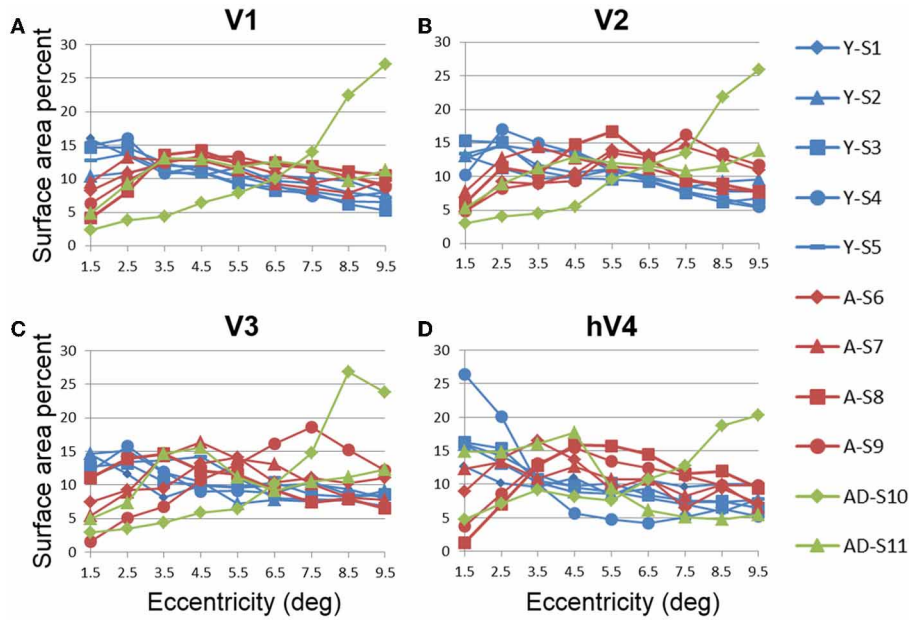 A
V1
Surface area percent
30
25
20
15
10
5
0
1.5 2.5 3.5 4.5 5.5 6.5 7.5 8.5 9.5
B
V2
30
25
20
15
10
5
0
1.5 2.5 3.5 4.5 5.5 6.5 7.5 8.5 9.5
C
V3
Surface area percent
30
25
20
15
10
5
0
1.5 2.5 3.5 4.5 5.5 6.5 7.5 8.5 9.5
Eccentricity (deg)
D
hV4
30
25
20
15
10
5
0
1.5 2.5 3.5 4.5 5.5 6.5 7.5 8.5 9.5
Eccentricity (deg)
Y-S1
Y-S2
Y-S3
Y-S4
Y-S5
A-S6
A-S7
A-S8
A-S9
AD-S10
AD-S11